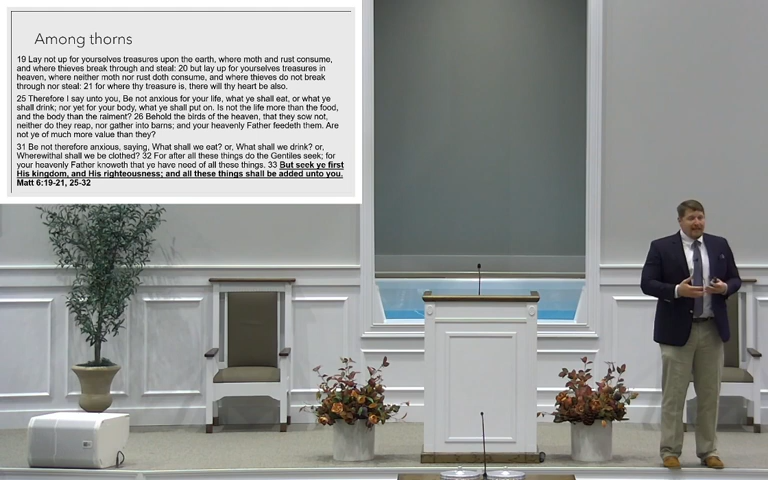 Among thorns
19 Lay not up for yourselves treasures upon the earth, where moth and rust consume,
and where thieves break through and steal: 20 but lay up for yourselves treasures in
heaven, where neither moth nor rust doth consume, and where thieves do not break
through nor steal: 21 for where thy treasure is, there will thy heart be also.
25 Therefore I say unto you, Be not anxious for your life, what ye shall eat, or what ye
shall drink; nor yet for your body, what ye shall put on. Is not the life more than the food,
and the body than the raiment? 26 Behold the birds of the heaven, that they sow not,
neither do they reap, nor gather into barns; and your heavenly Father feedeth them. Are
not ye of much more value than they?
31 Be not therefore anxious, saying, What shall we eat? or, What shall we drink? or,
Wherewithal shall we be clothed? 32 For after all these things do the Gentiles seek; for
your heavenly Father knoweth that ye have need of all these things. 33 But seek ye first
His kingdom, and His righteousness; and all these things shall be added unto you.
Matt 6:19-21, 25-32